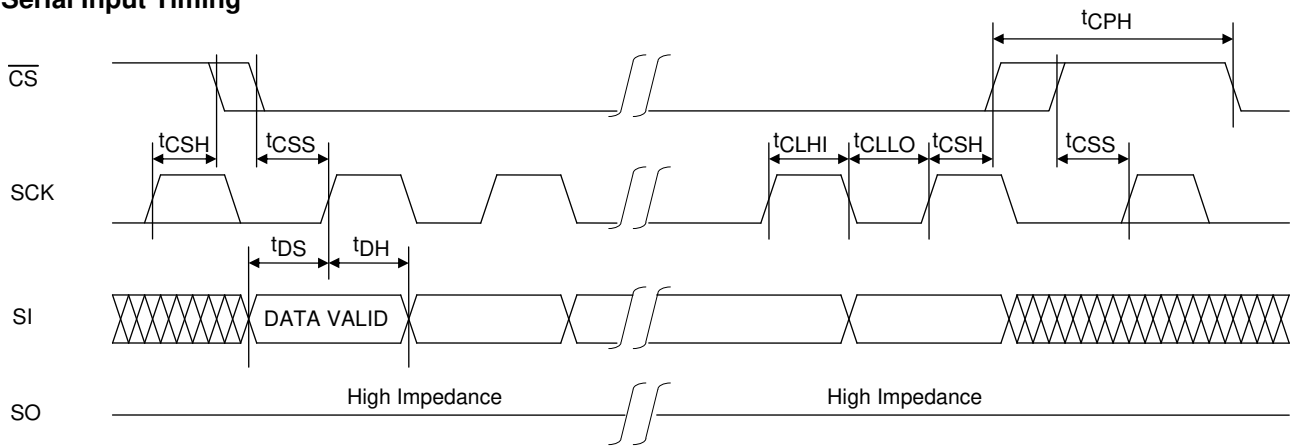 Serial Input Timing
tCPH
CS
tCSH tCSS tCLHI tCLLO tCSH tCSS
SCK
tDS tDH
SI DATA VALID
High Impedance High Impedance
SO